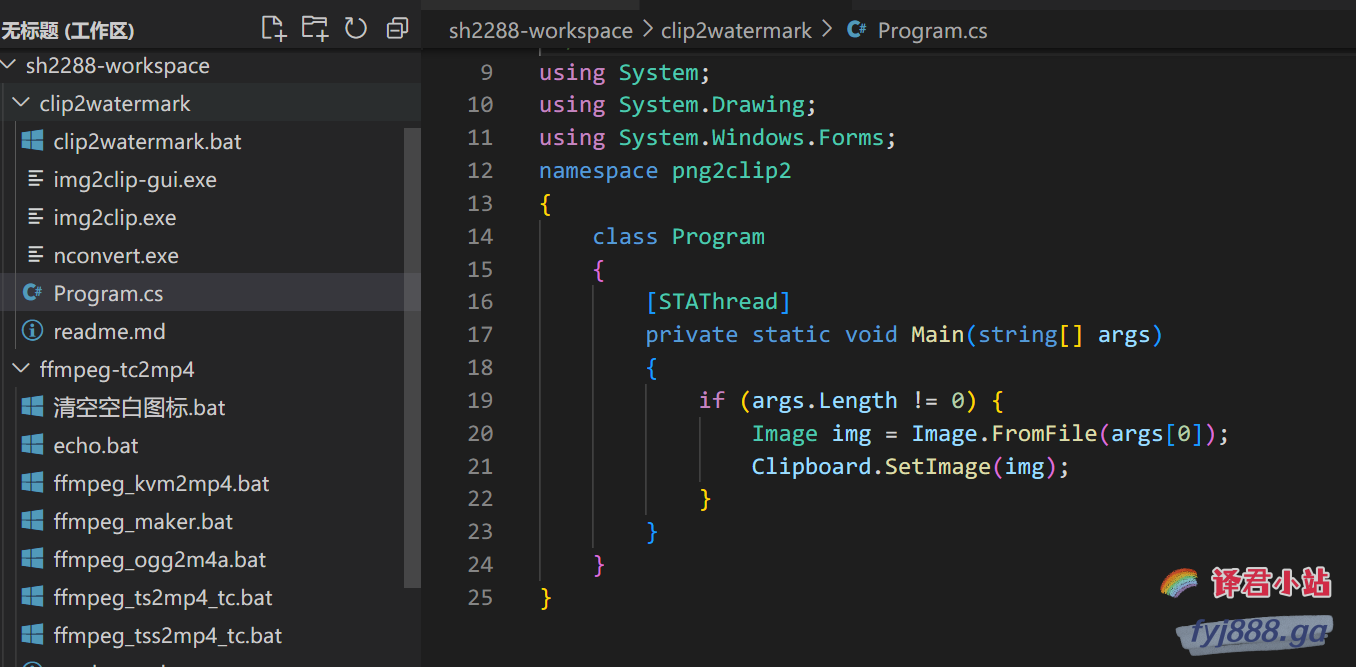 无标题 (工作区)
sh2288-workspace
clip2watermark
clip2watermark.bat
img2clip-gui.exe
img2clip.exe
nconvert.exe
C# Program.cs
readme.md
ffmpeg-tc2mp4
清空空白图标.bat
echo.bat
ffmpeg_kvm2mp4.bat
ffmpeg_maker.bat
ffmpeg_ogg2m4a.bat
ffmpeg_ts2mp4_tc.bat
ffmpeg_tss2mp4_tc.bat
sh2288-workspace > clip2watermark > C# Program.cs
9 using System;
10 using System.Drawing;
11 using System.Windows.Forms;
12 namespace png2clip2
13 {
14 class Program
15 {
16 [STAThread]
17 private static void Main(string[] args)
18 {
19 if (args.Length != 0) {
20 Image img = Image.FromFile(args[0]);
21 Clipboard.SetImage(img);
22 }
23 }
24 }
25 }
译君小站
fyj888.ga